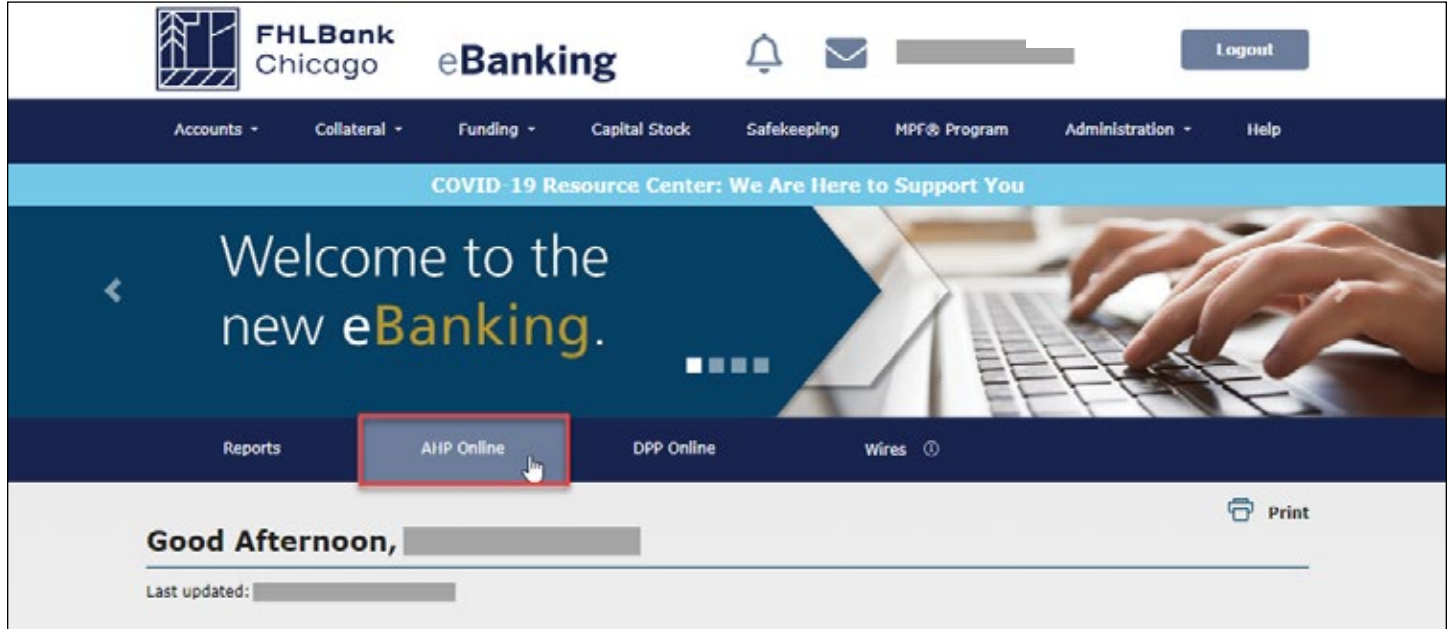 FHLBank
Chicago
eBanking
Logout
Accounts
Collateral
Funding
Capital Stock
Safekeeping
MPF® Program
Administration
Help
COVID-19 Resource Center: We Are Here to Support You
Welcome to the
new eBanking.
Reports
AHP Online
DPP Online
Wires
Print
Good Afternoon,
Last updated: